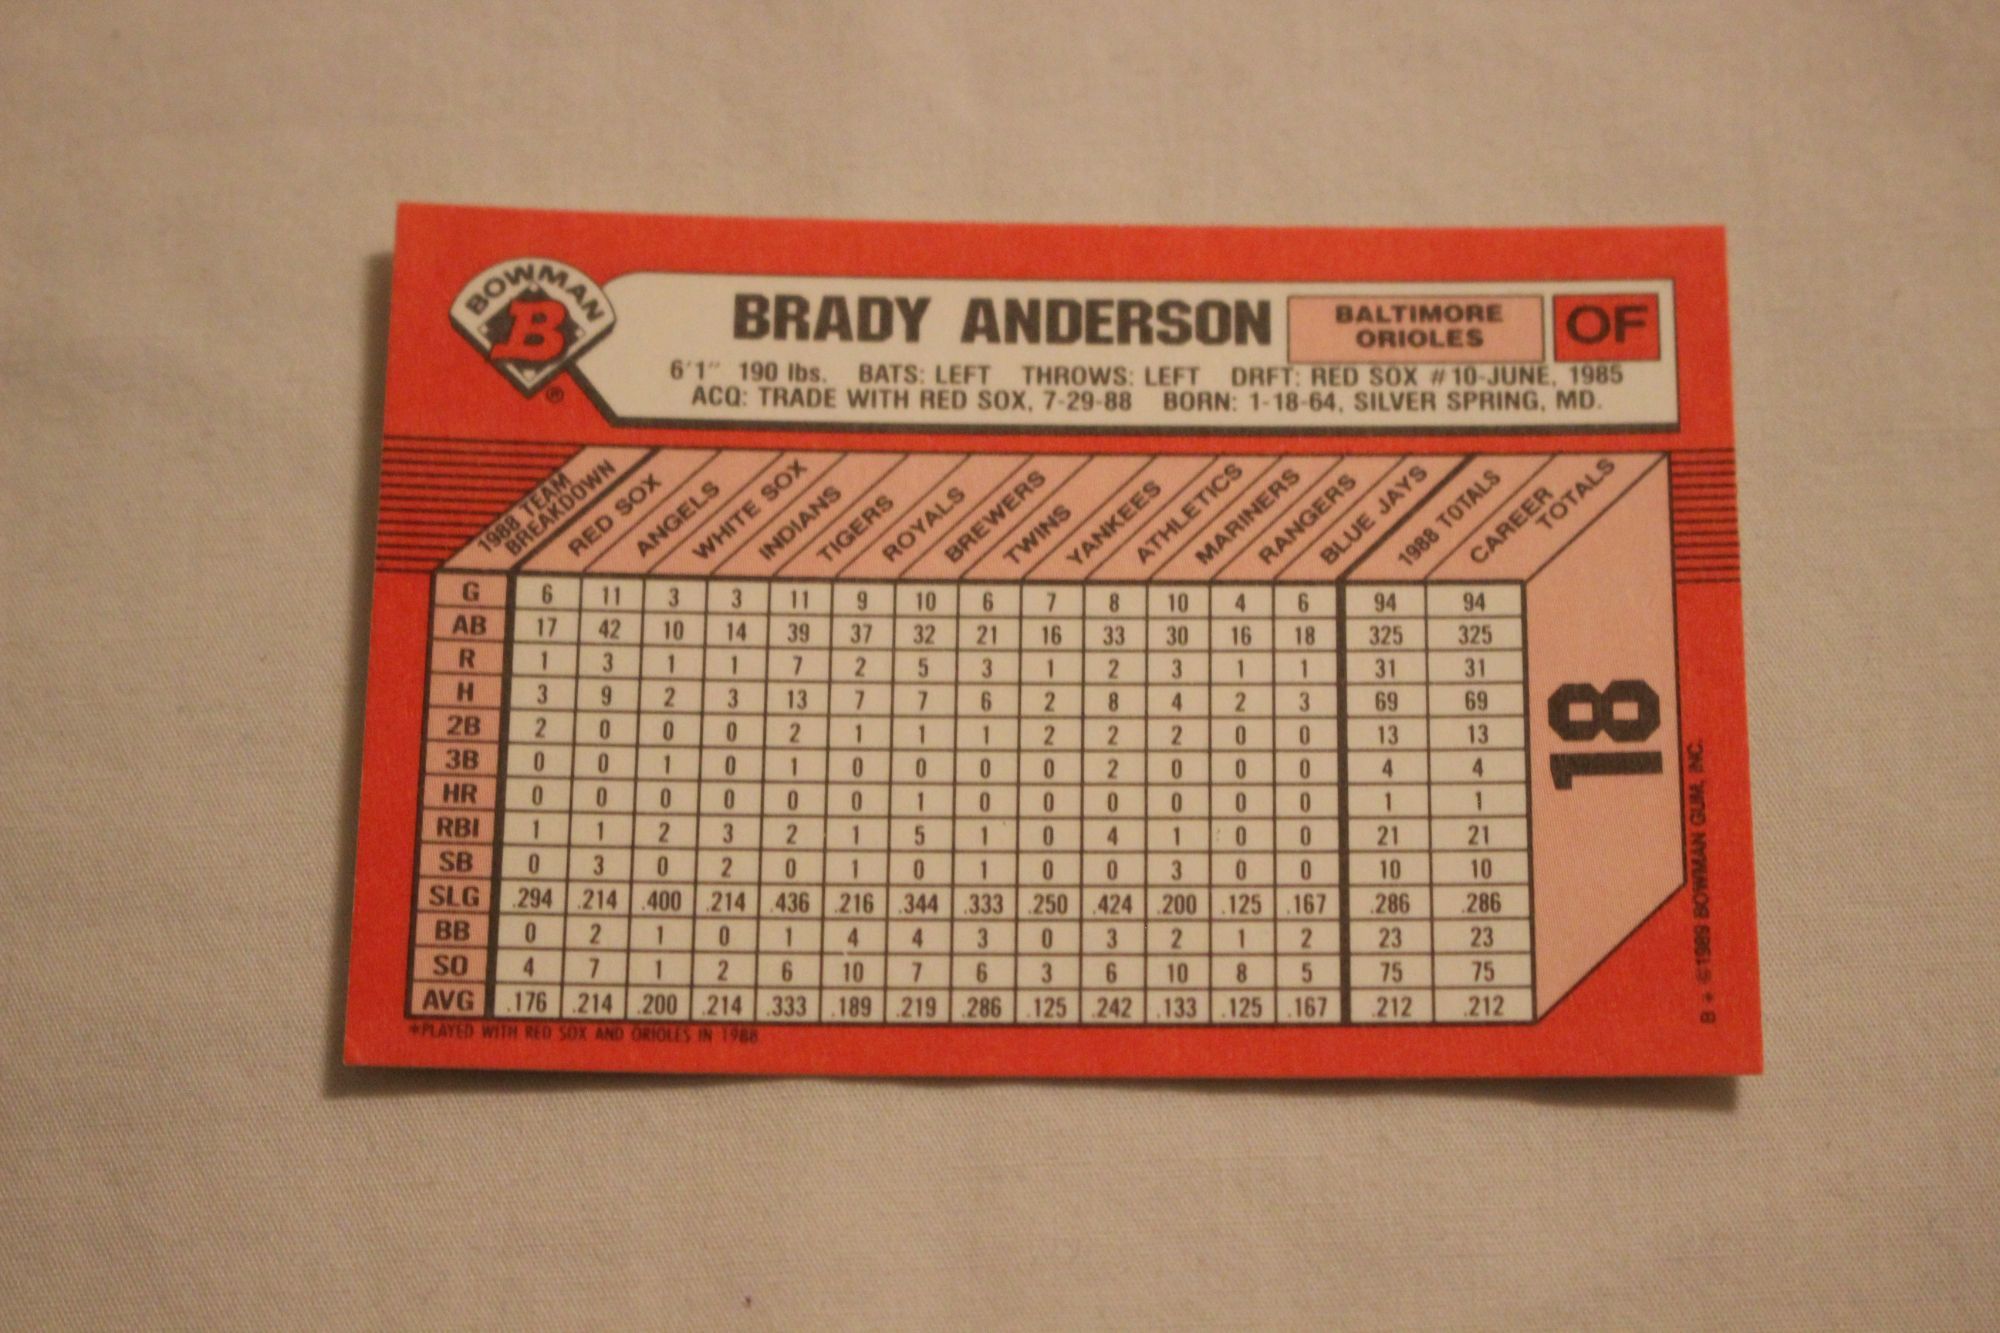 BOWMAN
B
®
BRADY ANDERSON
BALTIMORE
ORIOLES
OF
6'1" 190 lbs. BATS: LEFT THROWS: LEFT DRFT: RED SOX #10-JUNE, 1985
ACQ: TRADE WITH RED SOX, 7-29-88 BORN: 1-18-64, SILVER SPRING, MD.
1988 TEAM BREAKDOWN RED SOX ANGELS WHITE SOX INDIANS TIGERS ROYALS BREWERS TWINS YANKEES ATHLETICS MARINERS RANGERS BLUE JAYS 1988 TOTALS CAREER TOTALS
G 6 11 3 3 11 9 10 6 7 8 10 4 6 94 94
AB 17 42 10 14 39 37 32 21 16 33 30 16 18 325 325
R 1 3 1 1 7 2 5 3 1 2 3 1 1 31 31
H 3 9 2 3 13 7 7 6 2 8 4 2 3 69 69
2B 2 0 0 0 2 1 1 1 2 2 2 0 0 13 13
3B 0 0 1 0 1 0 0 0 0 2 0 0 0 4 4
HR 0 0 0 0 0 0 1 0 0 0 0 0 0 1 1
RBI 1 1 2 3 2 1 5 1 0 4 1 0 0 21 21
SB 0 3 0 2 0 1 0 1 0 0 3 0 0 10 10
SLG .294 .214 .400 .214 .436 .216 .344 .333 .250 .424 .200 .125 .167 .286 .286
BB 0 2 1 0 1 4 4 3 0 3 2 1 2 23 23
SO 4 7 1 2 6 10 7 6 3 6 10 8 5 75 75
AVG .176 .214 .200 .214 .333 .189 .219 .286 .125 .242 .133 .125 .167 .212 .212
*PLAYED WITH RED SOX AND ORIOLES IN 1988
18
B * ©1989 BOWMAN GUM, INC.